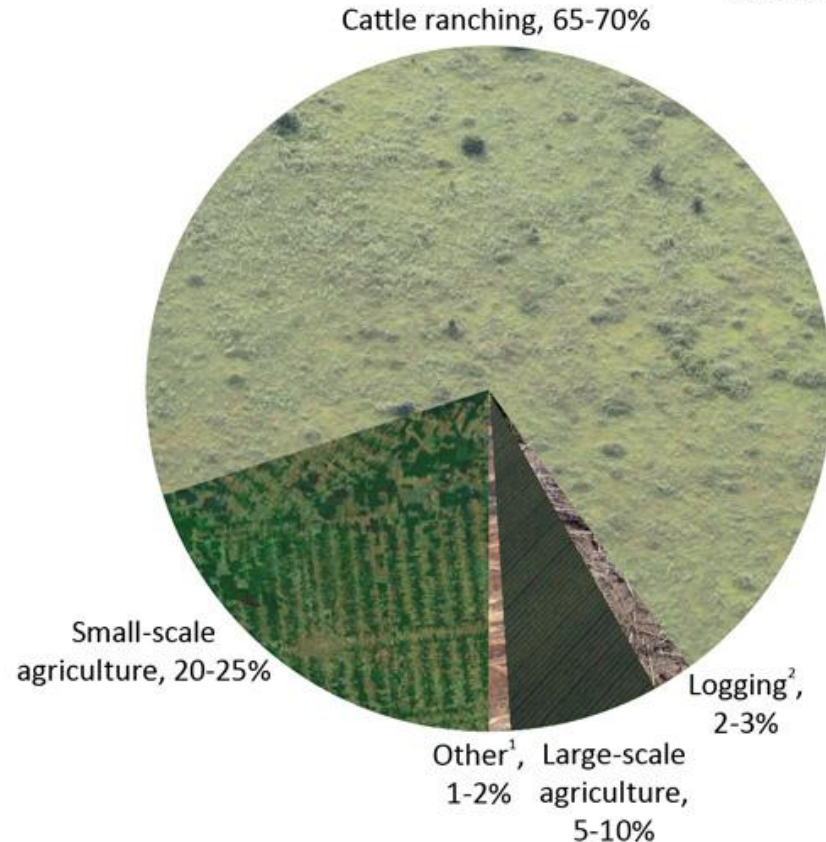 Cattle ranching, 65-70%
Small-scale
agriculture, 20-25%
Other¹,
1-2%
Large-scale
agriculture,
5-10%
Logging²,
2-3%